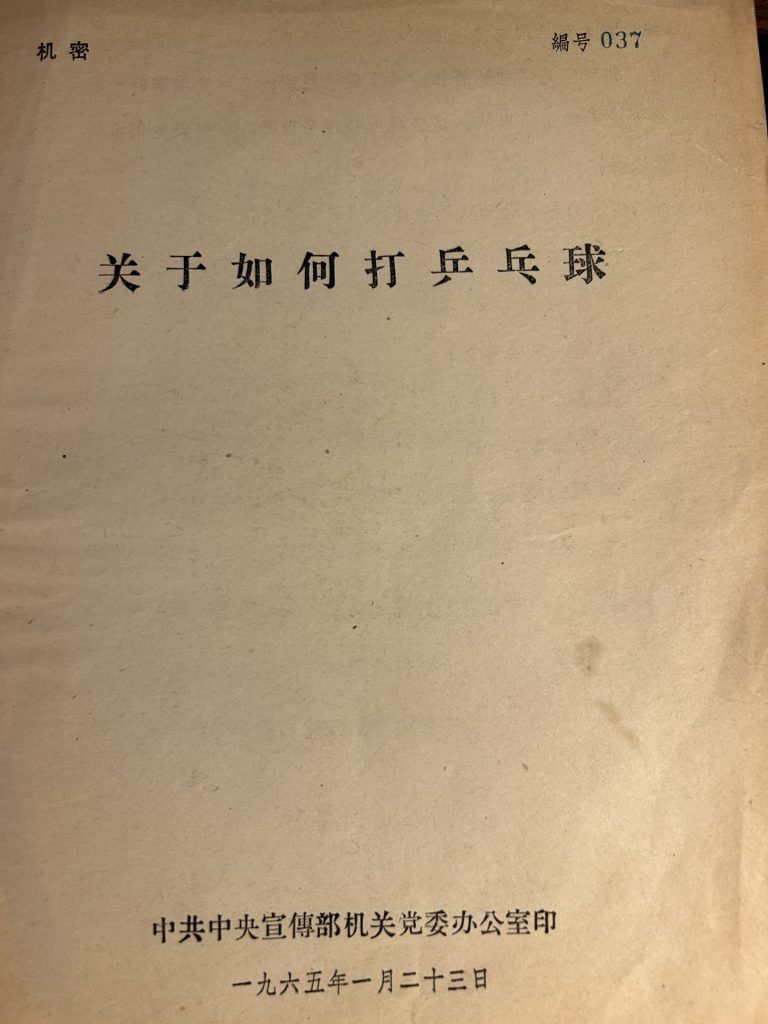 机密
編号 037
关于如何打乒乓球
中共中央宣傳部机关党委办公室印
一九六五年一月二十三日